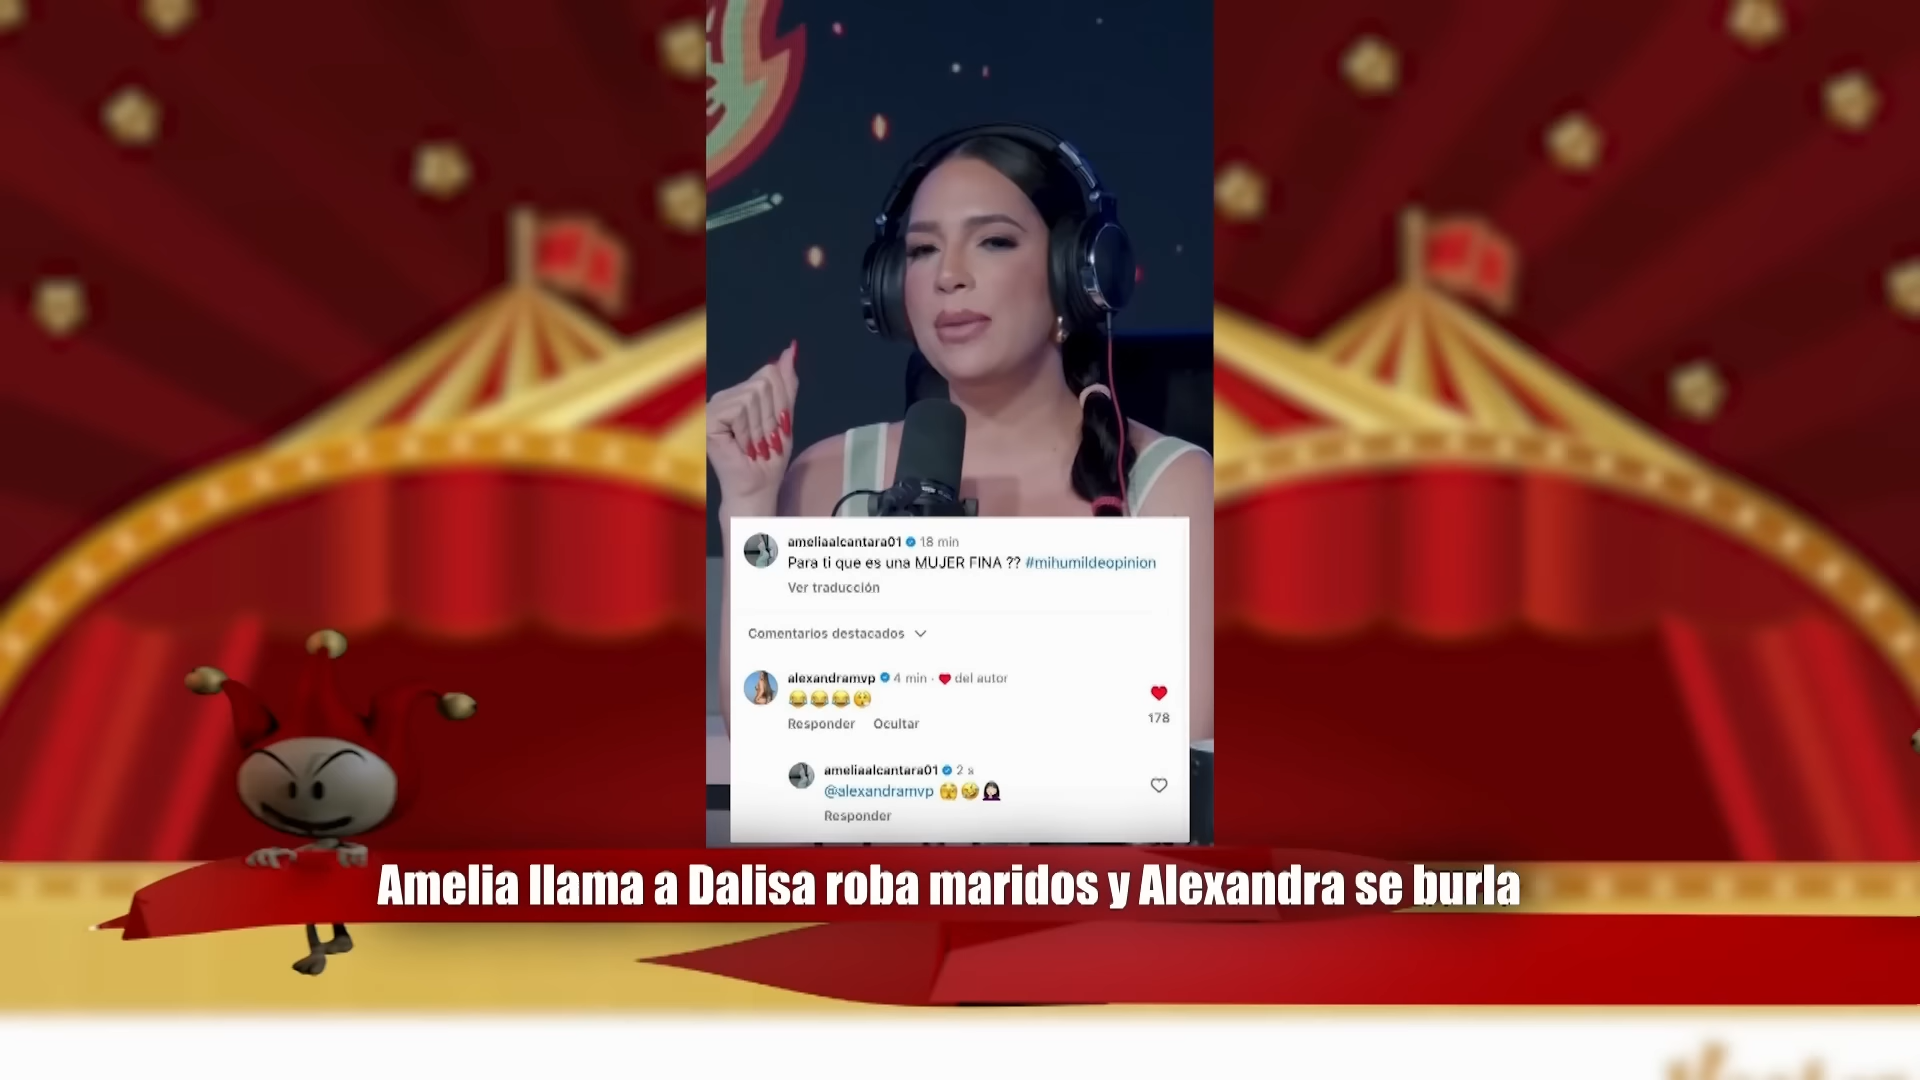 ameliaalcantara01 18 min
Para ti que es una MUJER FINA ?? #mihumildeopinion
Ver traducción
Comentarios destacados
alexandramvp 4 min · ❤️ del autor
😂😂😂😲
Responder Ocultar
178
ameliaalcantara01 2 s
@alexandramvp 🫣🤣🤦🏻‍♀️
Responder
Amelia llama a Dalisa roba maridos y Alexandra se burla